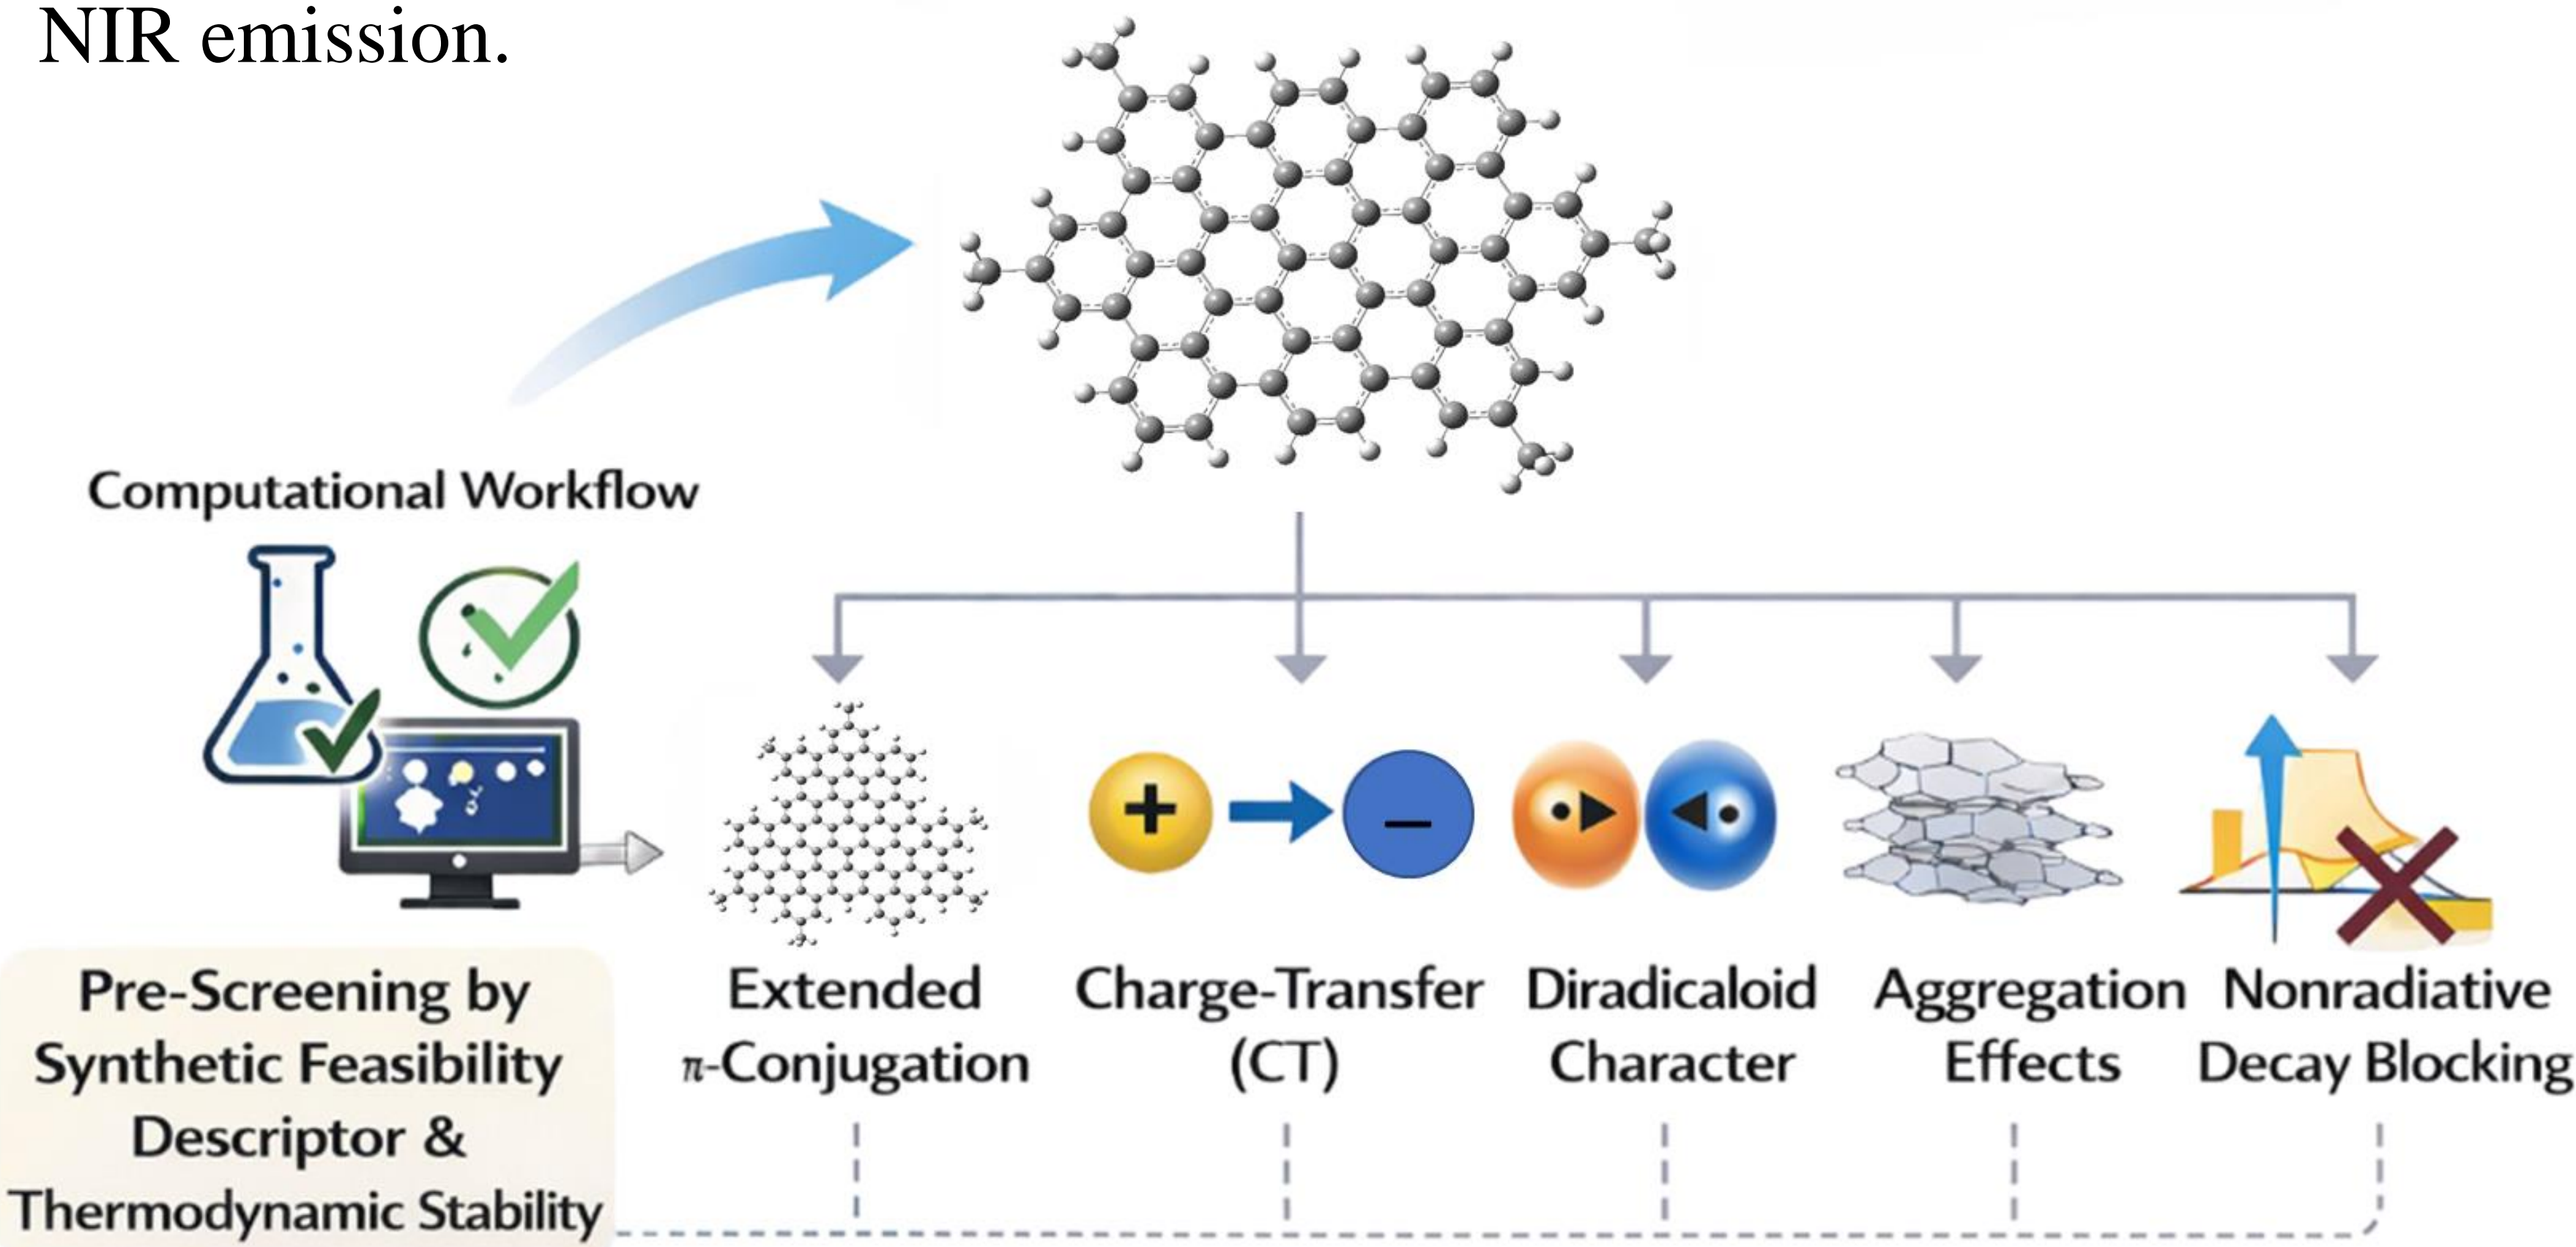 NIR emission.
Computational Workflow
+
−
Pre-Screening by
Synthetic Feasibility
Descriptor &
Thermodynamic Stability
Extended
π-Conjugation
Charge-Transfer
(CT)
Diradicaloid
Character
Aggregation
Effects
Nonradiative
Decay Blocking